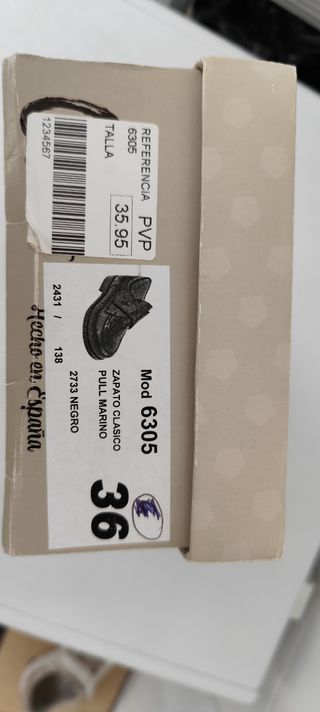 REFERENCIA PVP
6305 35.95
TALLA
1234567
Mod 6305
ZAPATO CLASICO
PULL MARINO
2733 NEGRO
2431 / 138
36
Hecho en España